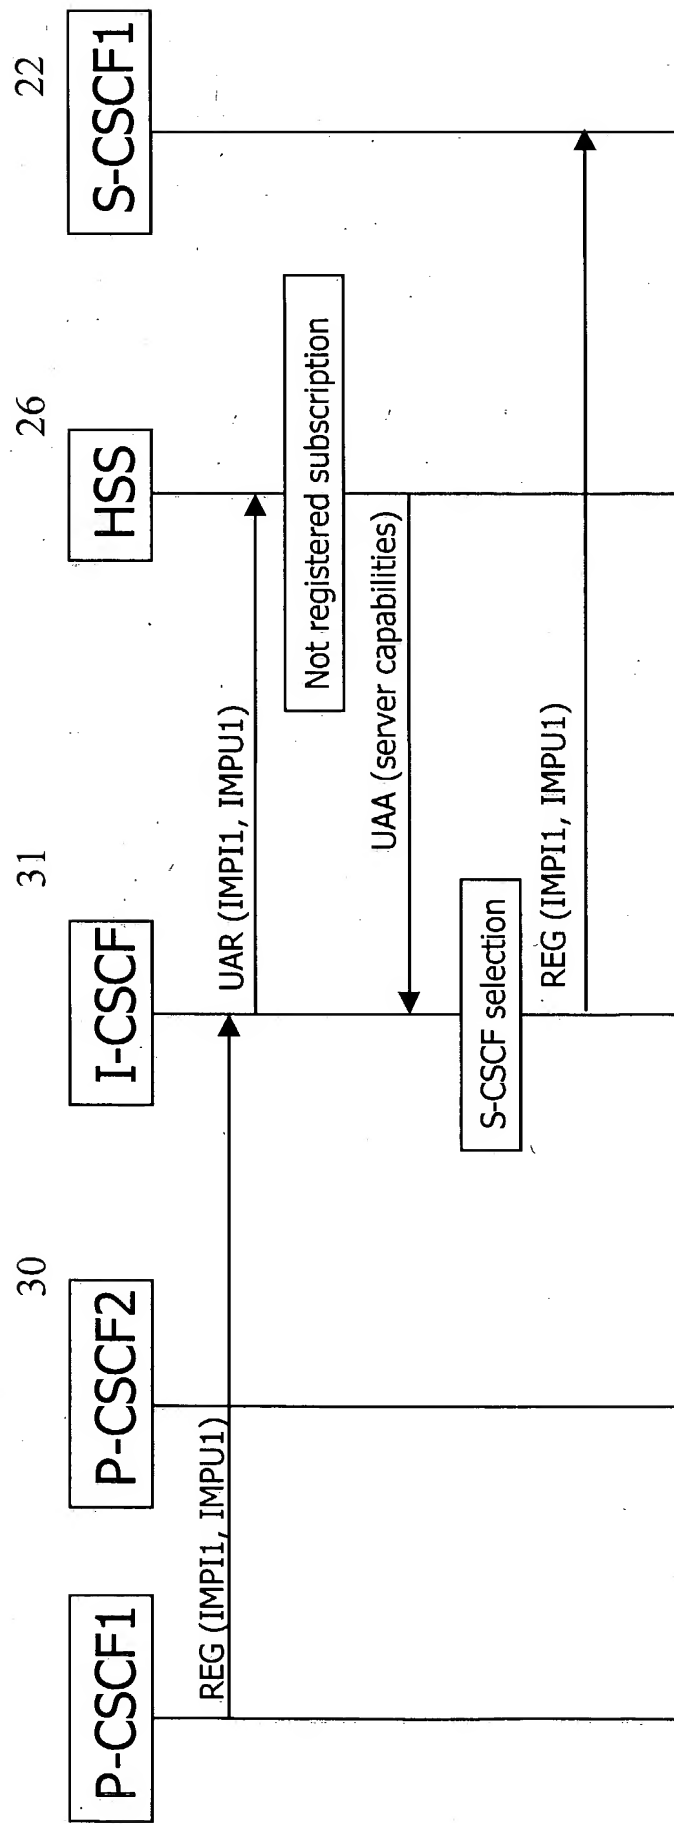 30
31
26
22
P-CSCF1
P-CSCF2
I-CSCF
HSS
S-CSCF1
REG (IMPI1, IMPU1)
UAR (IMPI1, IMPU1)
Not registered subscription
UAA (server capabilities)
S-CSCF selection
REG (IMPI1, IMPU1)